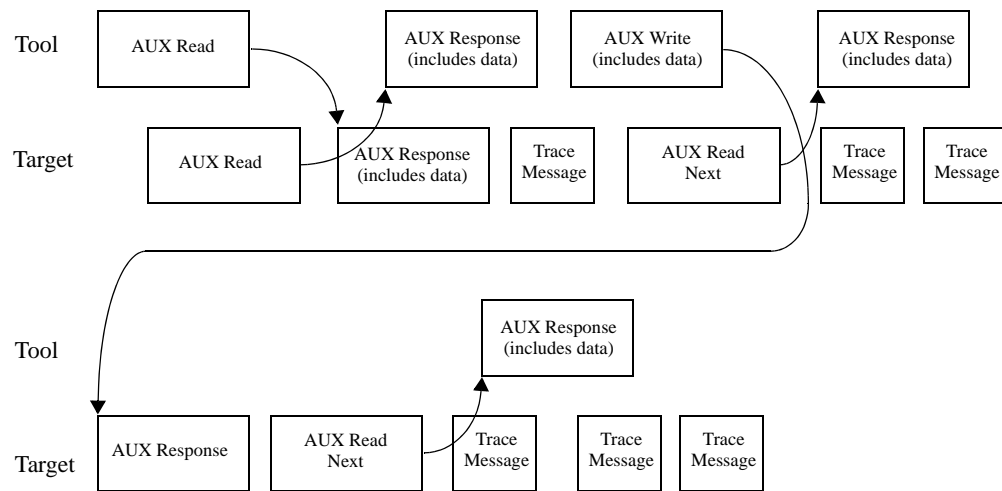 Tool
AUX Read
AUX Response
(includes data)
AUX Write
(includes data)
AUX Response
(includes data)
Target
AUX Read
AUX Response
(includes data)
Trace
Message
AUX Read
Next
Trace
Message
Trace
Message
Tool
AUX Response
(includes data)
Target
AUX Response
AUX Read
Next
Trace
Message
Trace
Message
Trace
Message